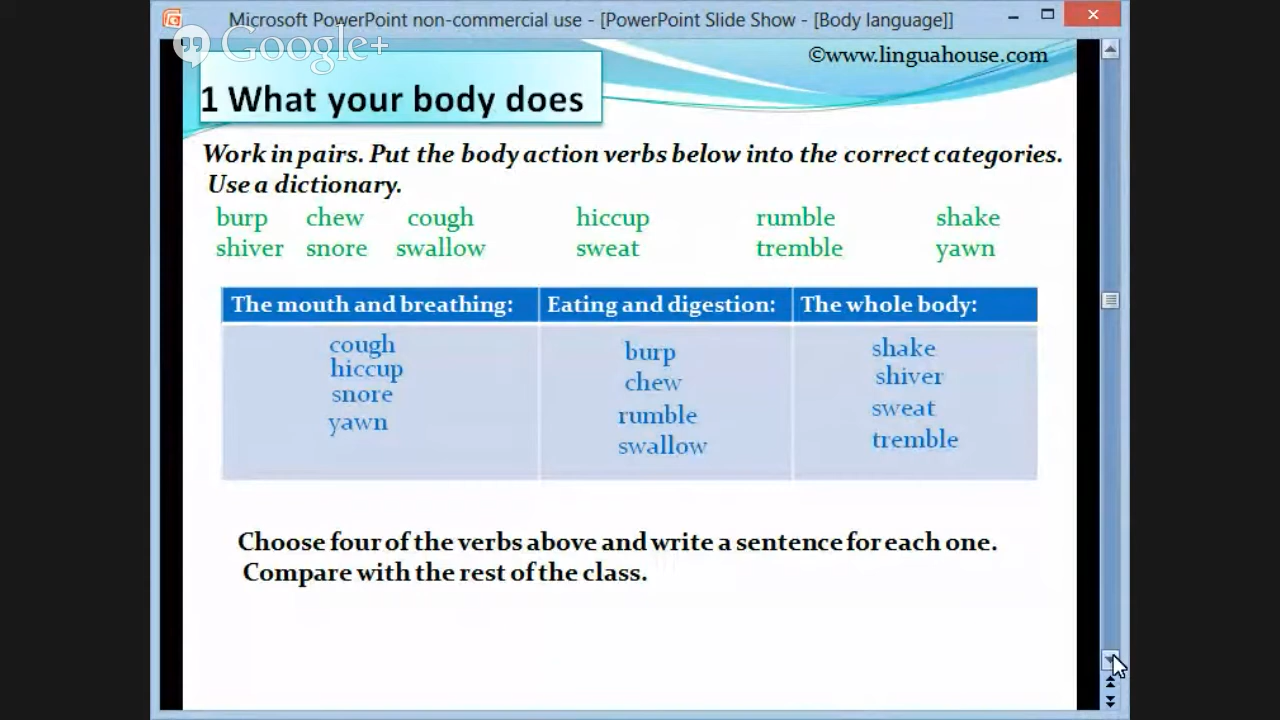 Microsoft PowerPoint non-commercial use - [PowerPoint Slide Show - [Body language]]
Google+
©www.linguahouse.com
1 What your body does
Work in pairs. Put the body action verbs below into the correct categories.
Use a dictionary.
burp chew cough hiccup rumble shake
shiver snore swallow sweat tremble yawn
The mouth and breathing: Eating and digestion: The whole body:
cough burp shake
hiccup chew shiver
snore rumble sweat
yawn swallow tremble
Choose four of the verbs above and write a sentence for each one.
Compare with the rest of the class.